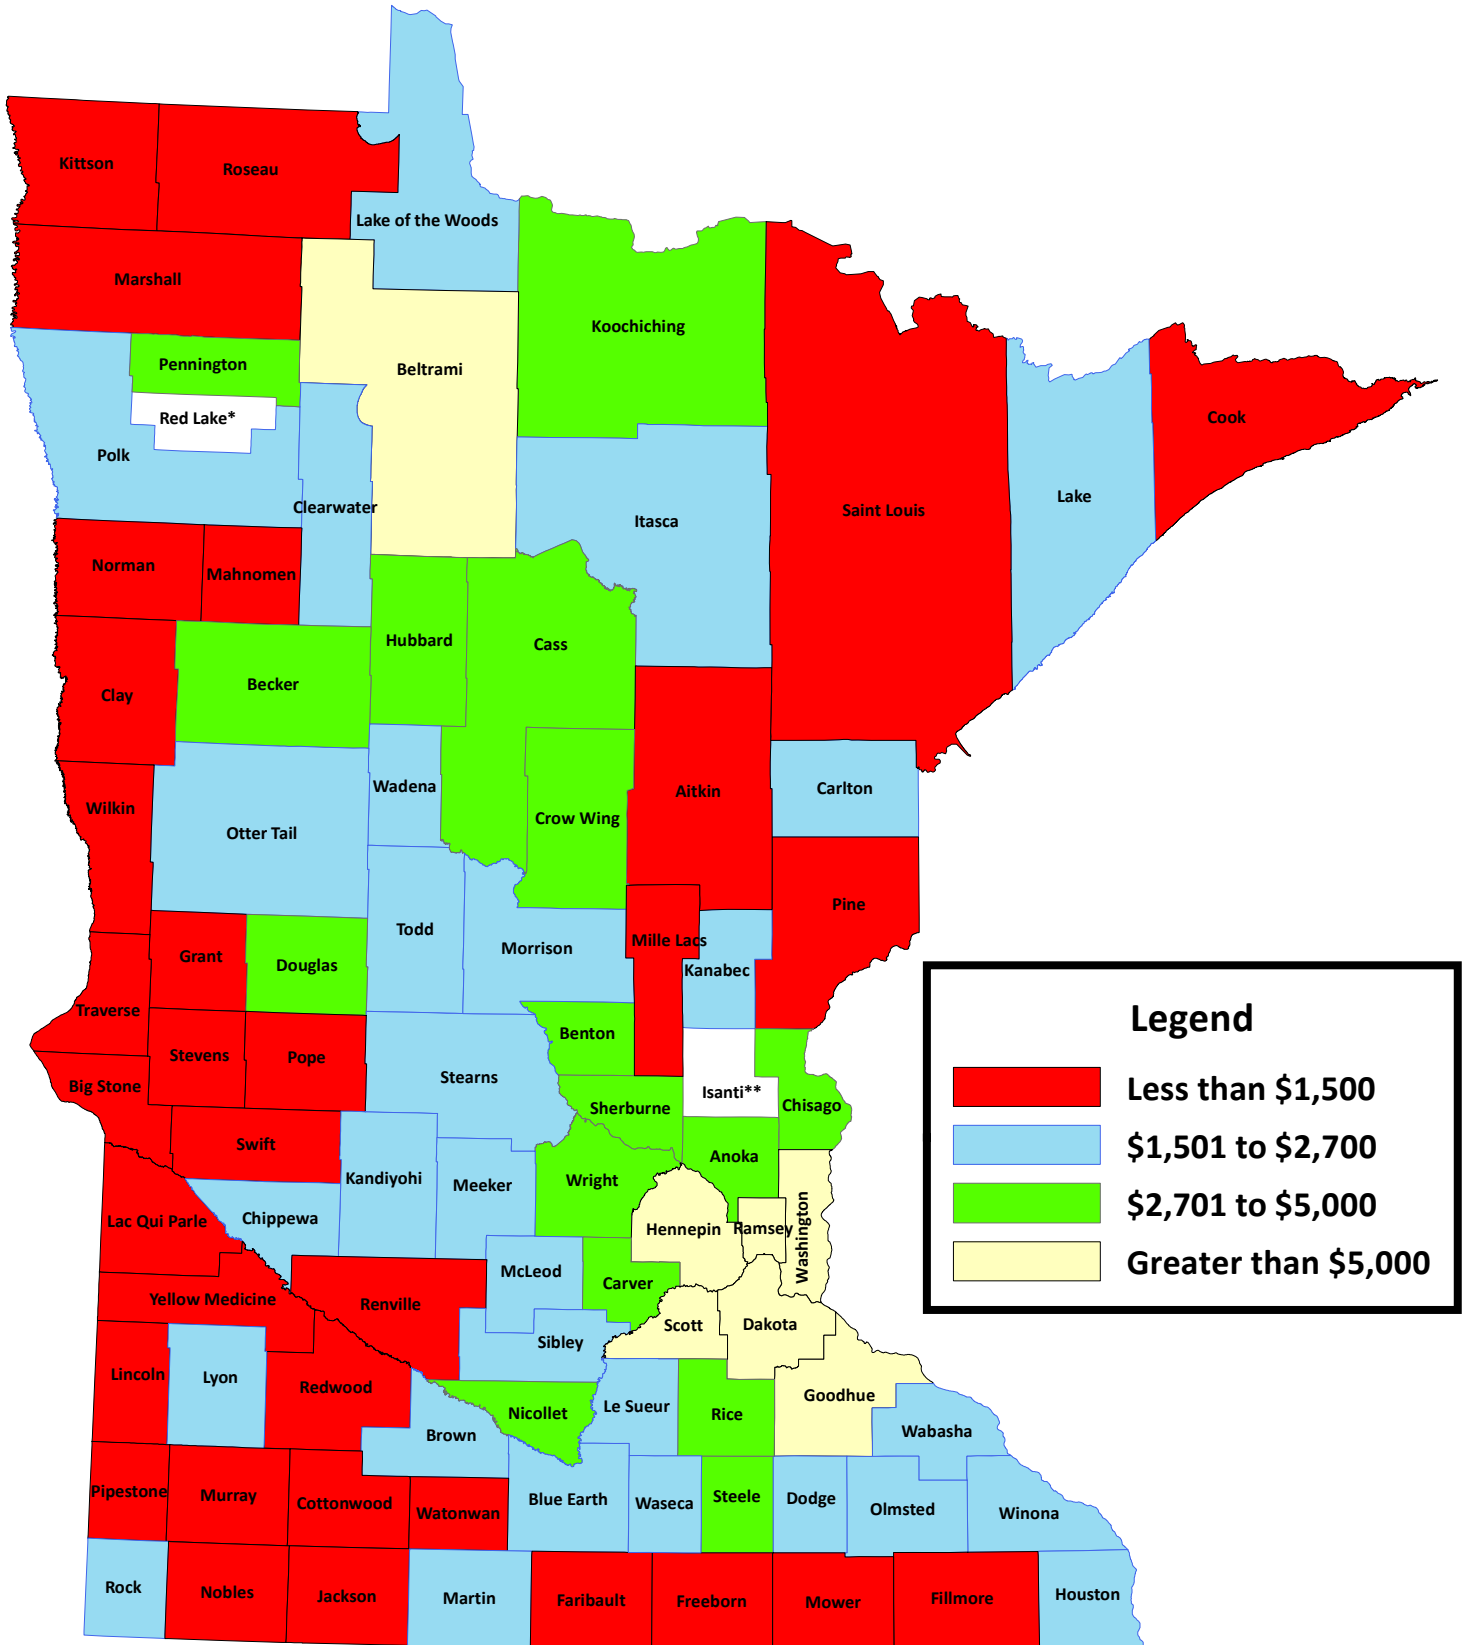 Kittson
Roseau
Lake of the Woods
Marshall
Koochiching
Pennington
Beltrami
Red Lake*
Cook
Polk
Lake
Clearwater
Saint Louis
Itasca
Norman
Mahnomen
Hubbard
Cass
Becker
Clay
Wadena
Carlton
Aitkin
Wilkin
Crow Wing
Otter Tail
Pine
Todd
Mille Lacs
Morrison
Grant
Douglas
Kanabec
Traverse
Benton
Stevens
Pope
Stearns
Big Stone
Isanti**
Chisago
Sherburne
Swift
Anoka
Kandiyohi
Wright
Meeker
Chippewa
Lac Qui Parle
Hennepin
Ramsey
Washington
McLeod
Carver
Yellow Medicine
Renville
Scott
Dakota
Sibley
Lincoln
Lyon
Redwood
Goodhue
Le Sueur
Nicollet
Rice
Brown
Wabasha
Pipestone
Murray
Cottonwood
Watonwan
Blue Earth
Waseca
Steele
Dodge
Olmsted
Winona
Rock
Nobles
Jackson
Martin
Faribault
Freeborn
Mower
Fillmore
Houston
Legend
Less than $1,500
$1,501 to $2,700
$2,701 to $5,000
Greater than $5,000